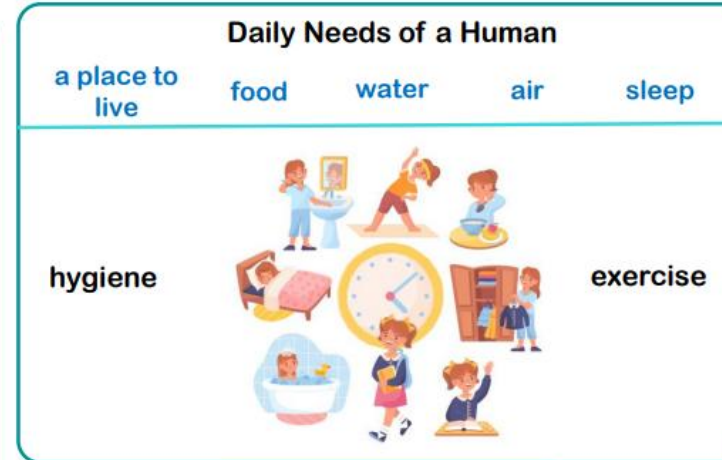 Daily Needs of a Human
a place to
live
food
water
air
sleep
hygiene
exercise